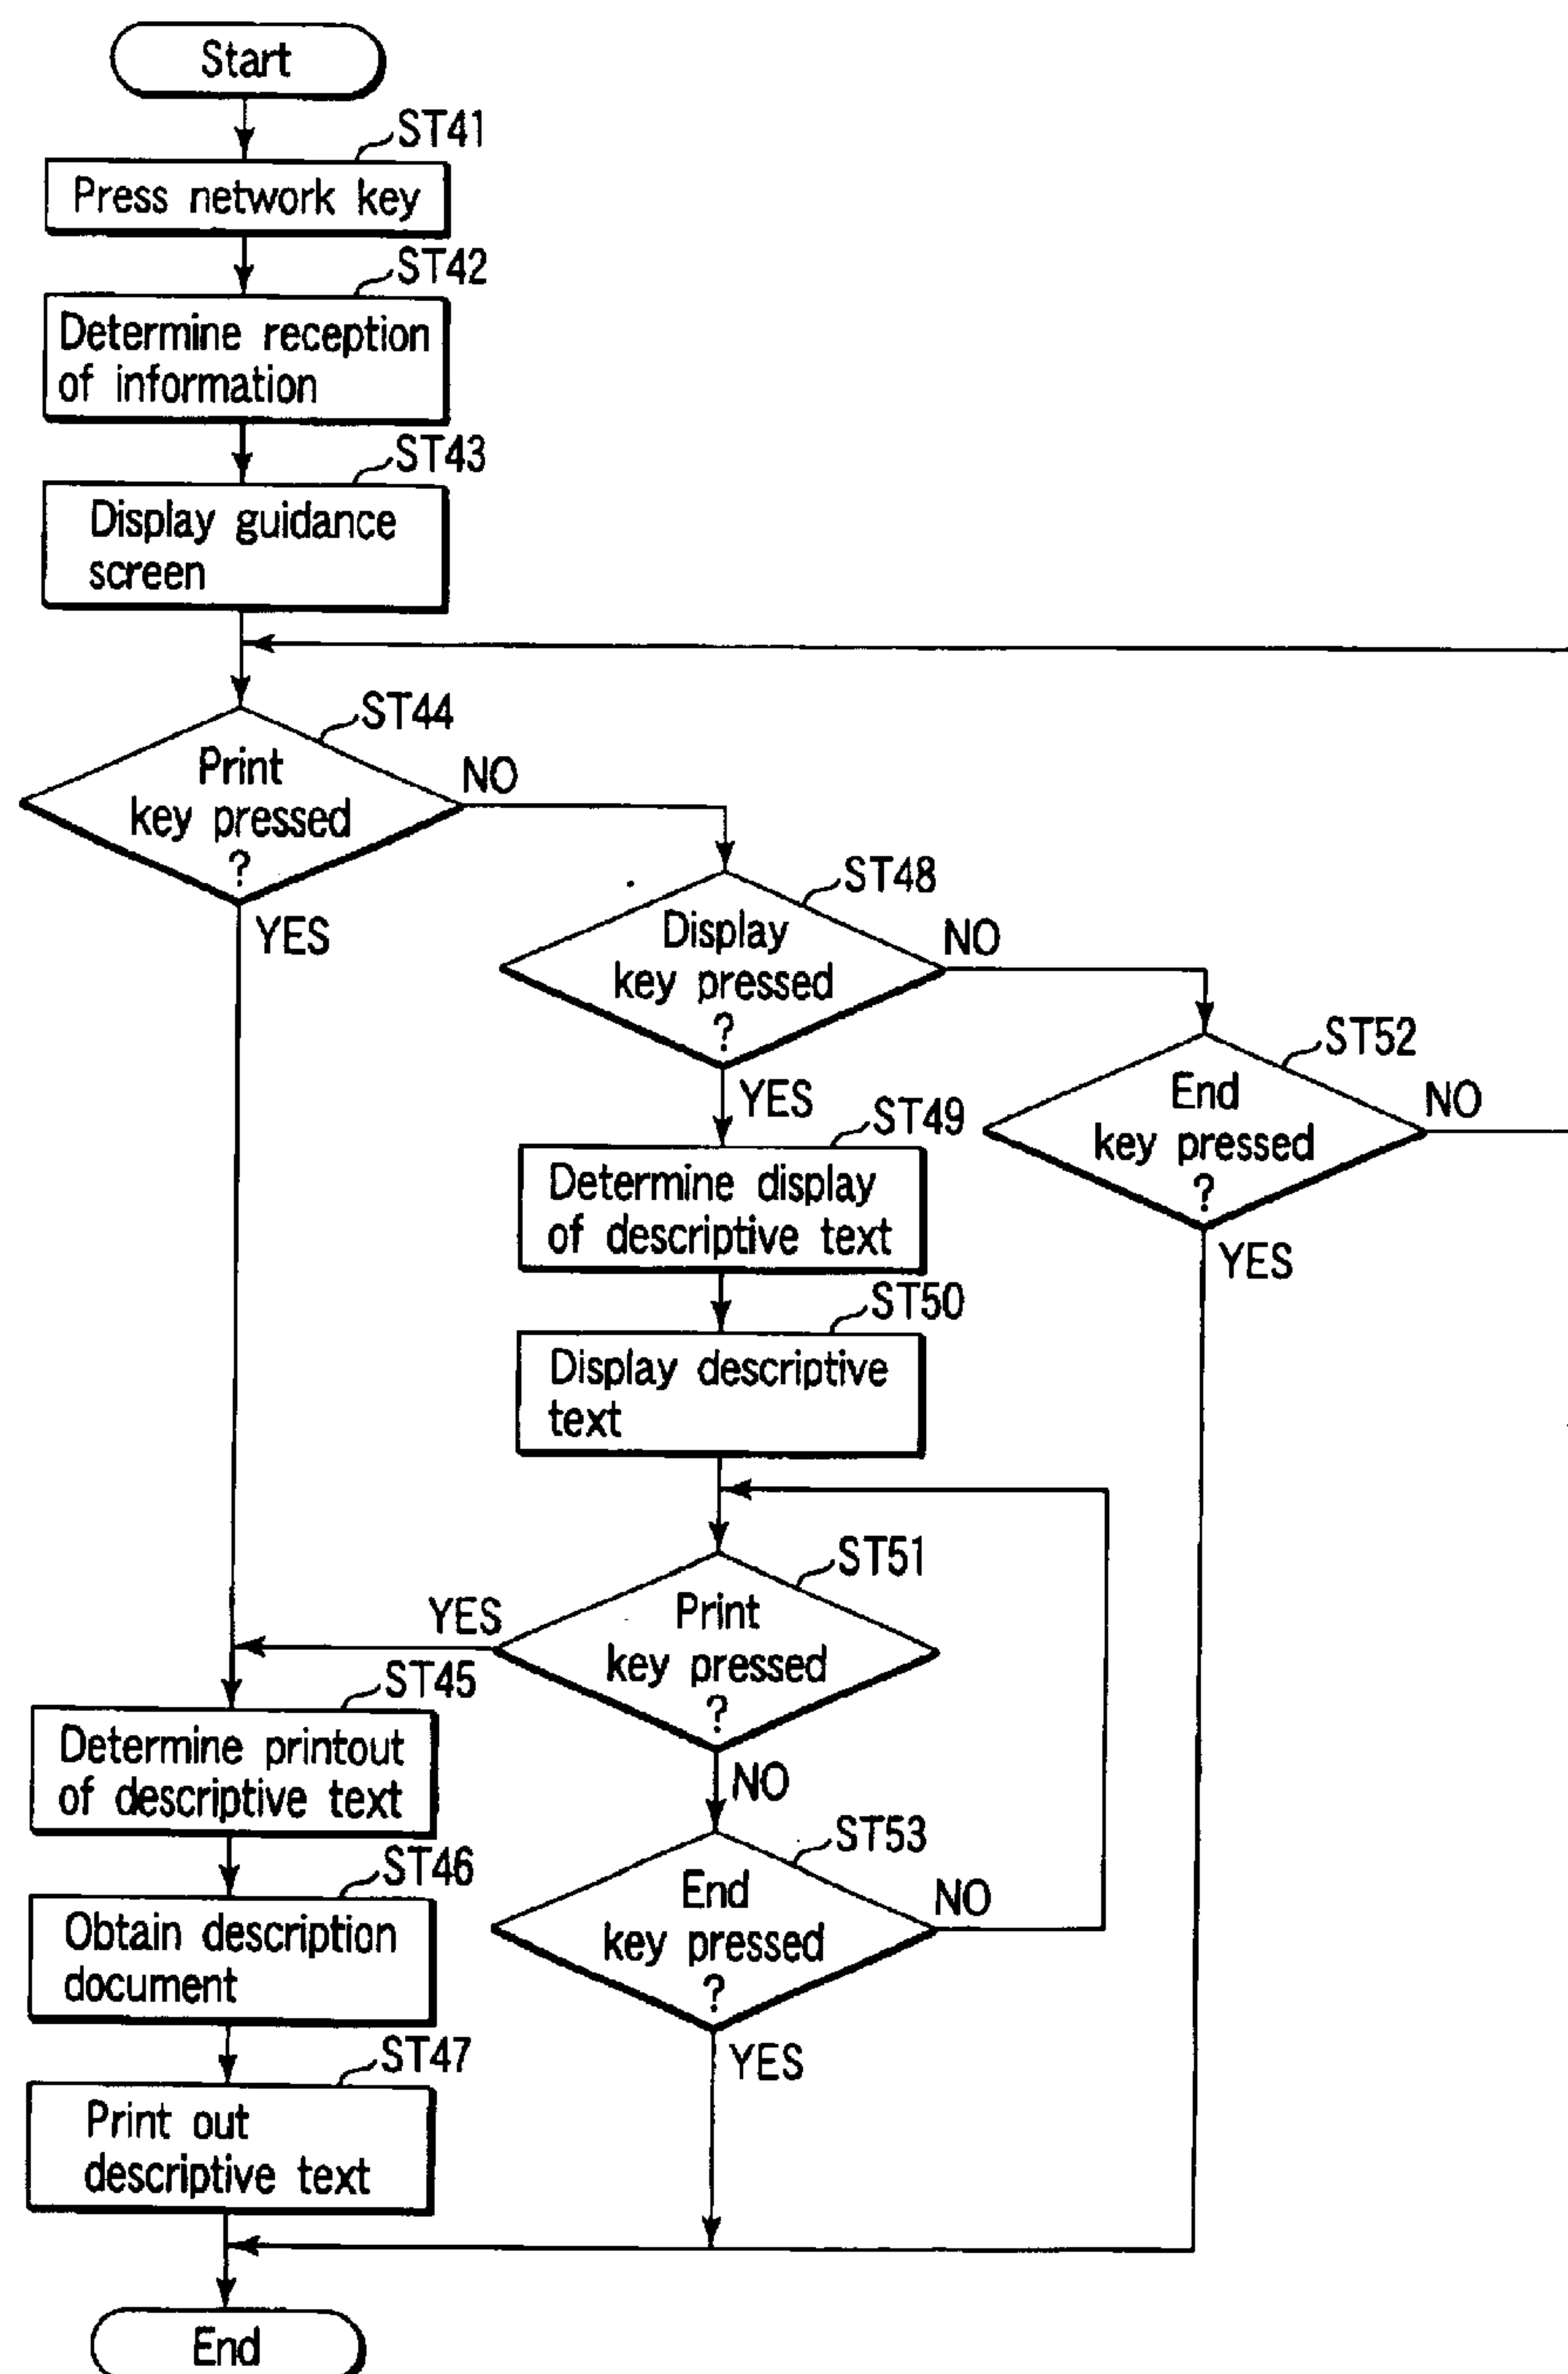 Start
ST41
Press network key
ST42
Determine reception
of information
ST43
Display guidance
screen
ST44
Print
key pressed
?
NO
YES
ST48
Display
key pressed
?
NO
YES
ST52
End
key pressed
?
NO
YES
ST49
Determine display
of descriptive text
ST50
Display descriptive
text
ST51
Print
key pressed
?
YES
NO
ST45
Determine printout
of descriptive text
ST53
End
key pressed
?
NO
YES
ST46
Obtain description
document
ST47
Print out
descriptive text
End